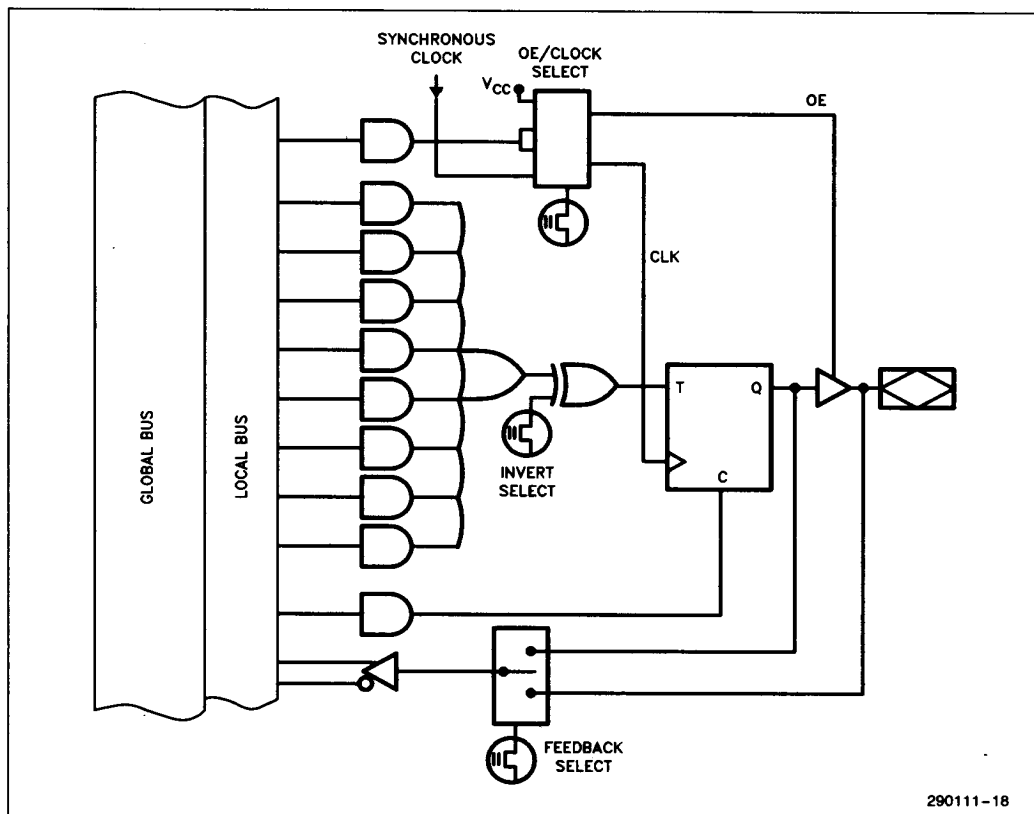 SYNCHRONOUS
CLOCK
OE/CLOCK
SELECT
VCC
OE
CLK
GLOBAL BUS
LOCAL BUS
T
Q
C
INVERT
SELECT
FEEDBACK
SELECT
290111-18